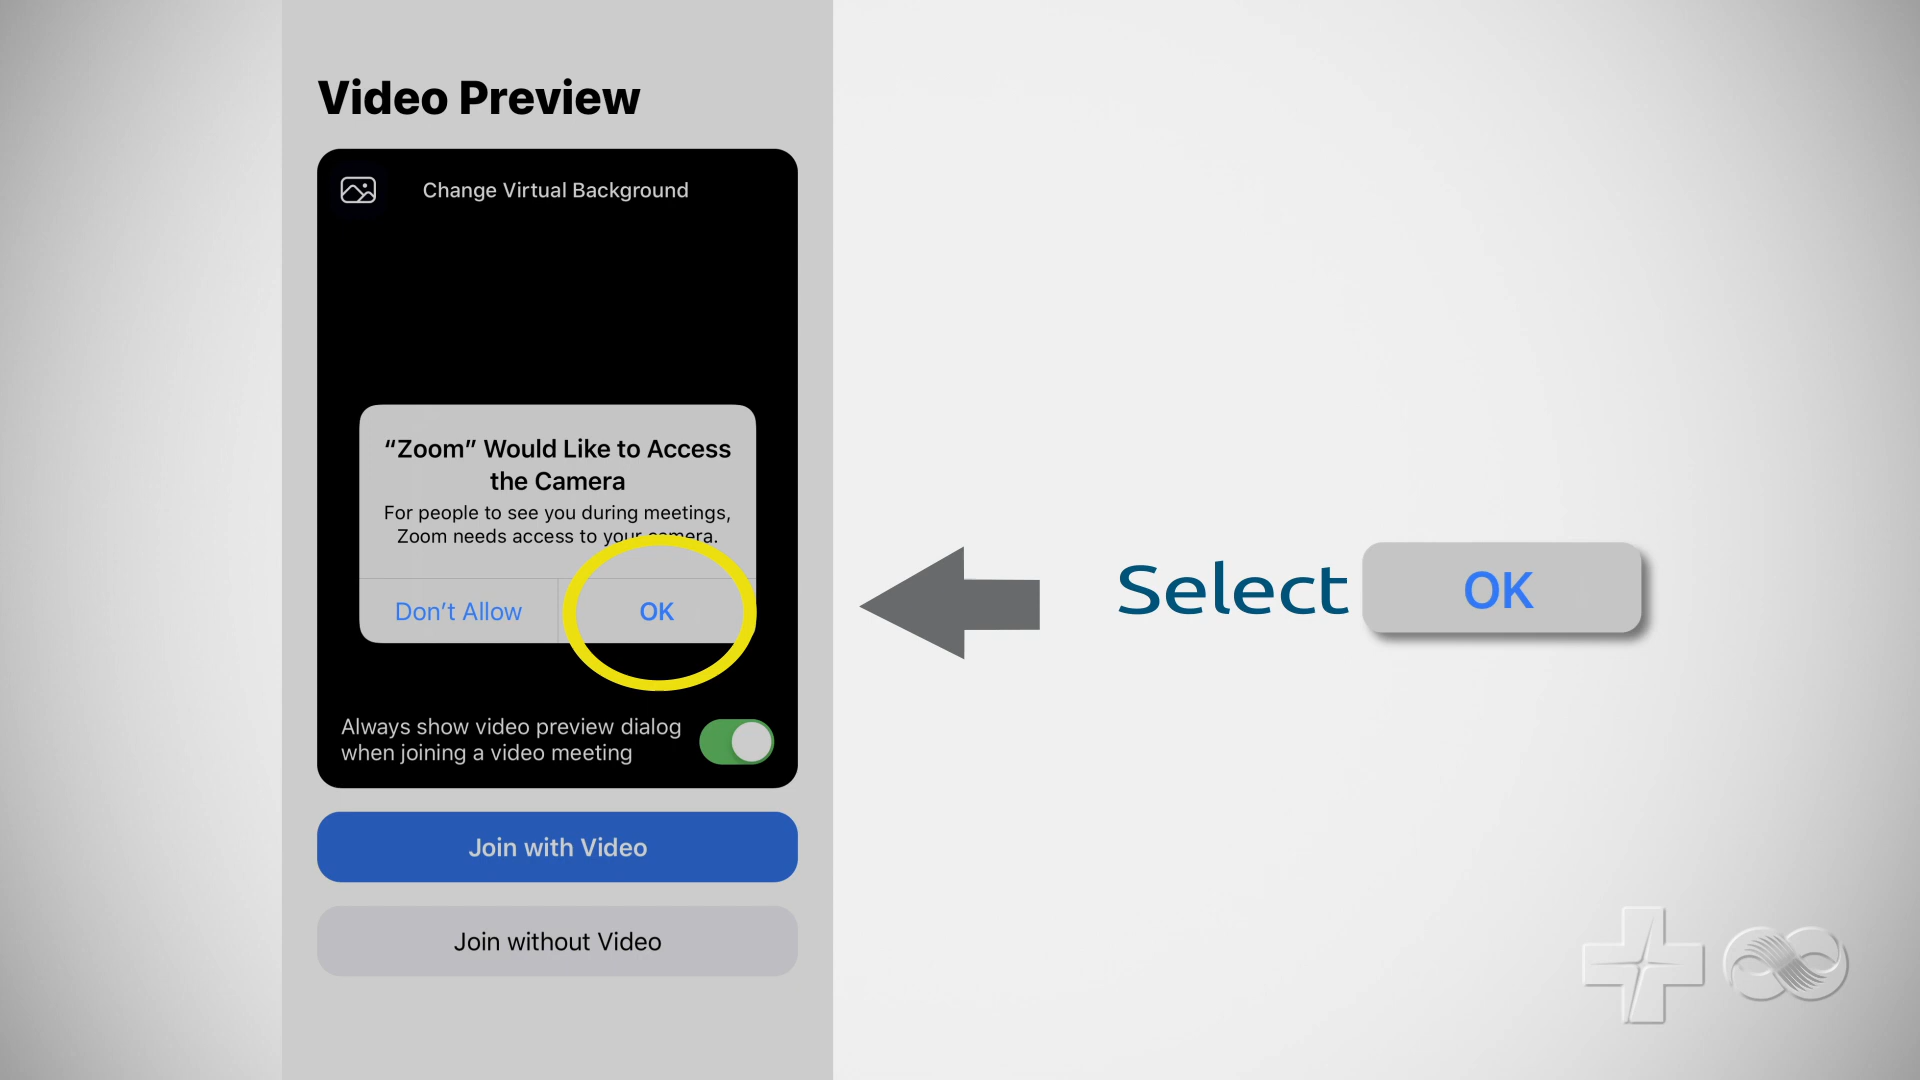 Video Preview
Change Virtual Background
“Zoom” Would Like to Access
the Camera
For people to see you during meetings,
Zoom needs access to your camera.
Don’t Allow
OK
Always show video preview dialog
when joining a video meeting
Join with Video
Join without Video
Select OK